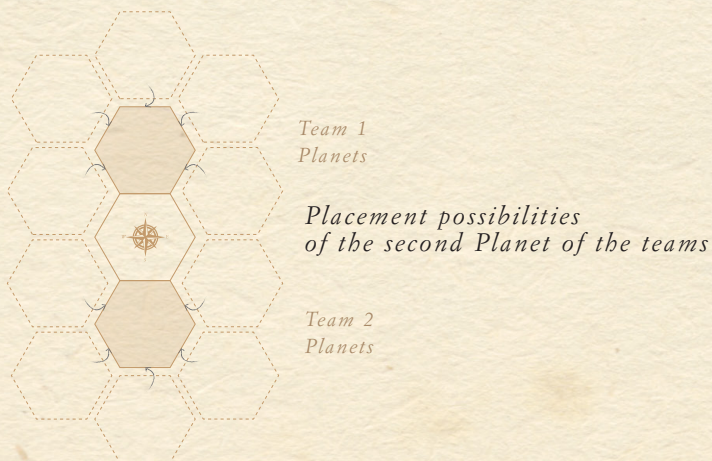 Team 1
Planets
Placement possibilities
of the second Planet of the teams
Team 2
Planets